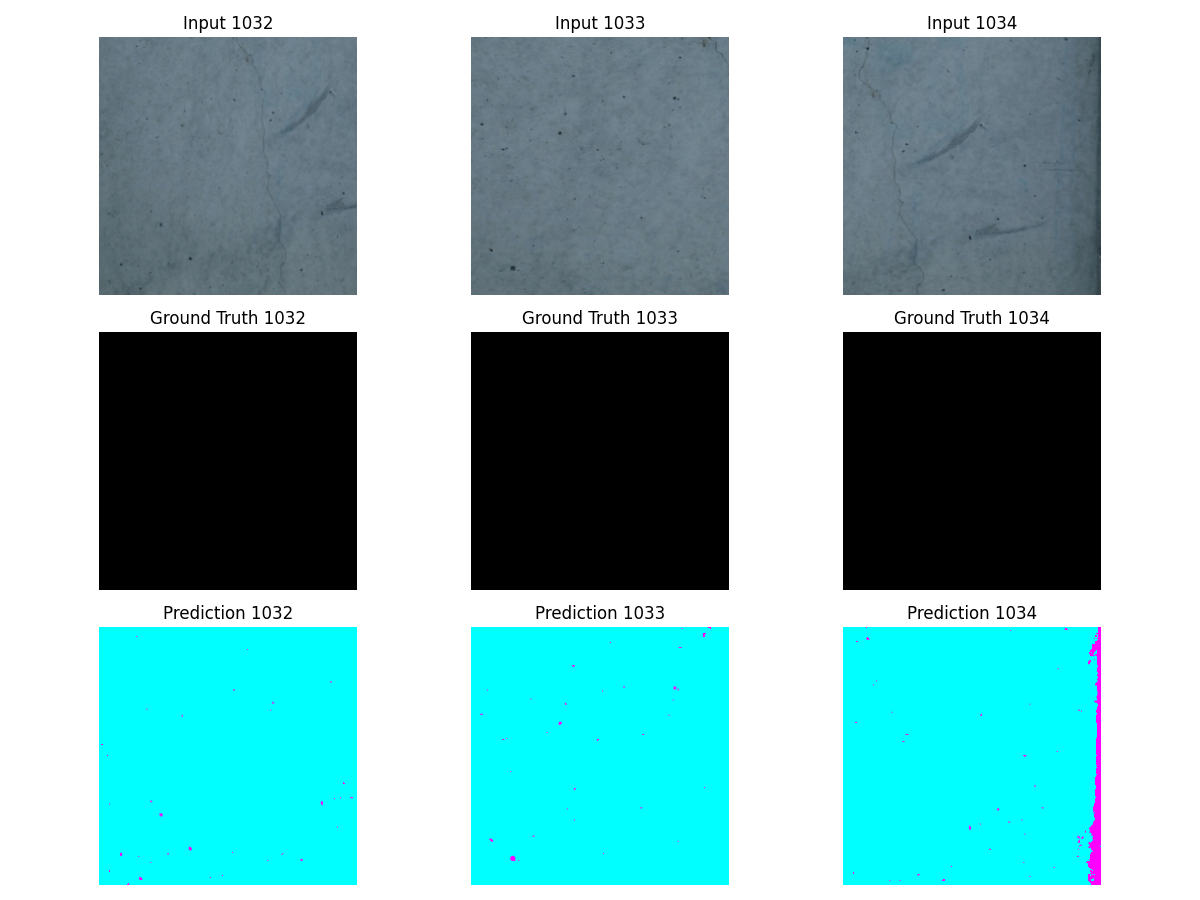 Input 1032
Input 1033
Input 1034
Ground Truth 1032
Ground Truth 1033
Ground Truth 1034
Prediction 1032
Prediction 1033
Prediction 1034